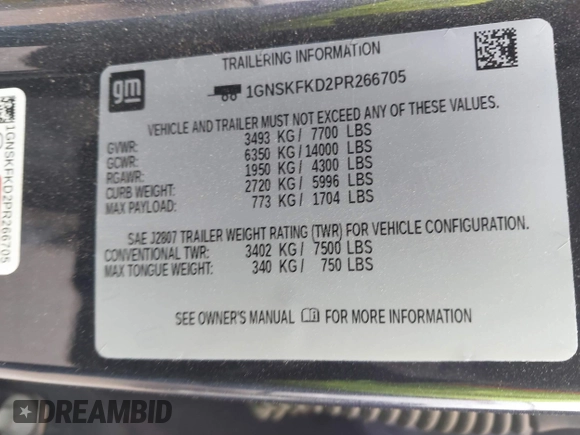 TRAILERING INFORMATION
gm
1GNSKFKD2PR266705
VEHICLE AND TRAILER MUST NOT EXCEED ANY OF THESE VALUES.
GVWR: 3493 KG/ 7700 LBS
GCWR: 6350 KG/14000 LBS
RGAWR: 1950 KG/ 4300 LBS
CURB WEIGHT: 2720 KG/ 5996 LBS
MAX PAYLOAD: 773 KG/ 1704 LBS
SAE J2807 TRAILER WEIGHT RATING (TWR) FOR VEHICLE CONFIGURATION.
CONVENTIONAL TWR: 3402 KG/ 7500 LBS
MAX TONGUE WEIGHT: 340 KG/ 750 LBS
SEE OWNER'S MANUAL FOR MORE INFORMATION
1GNSKFKD2PR266705
DREAMBID